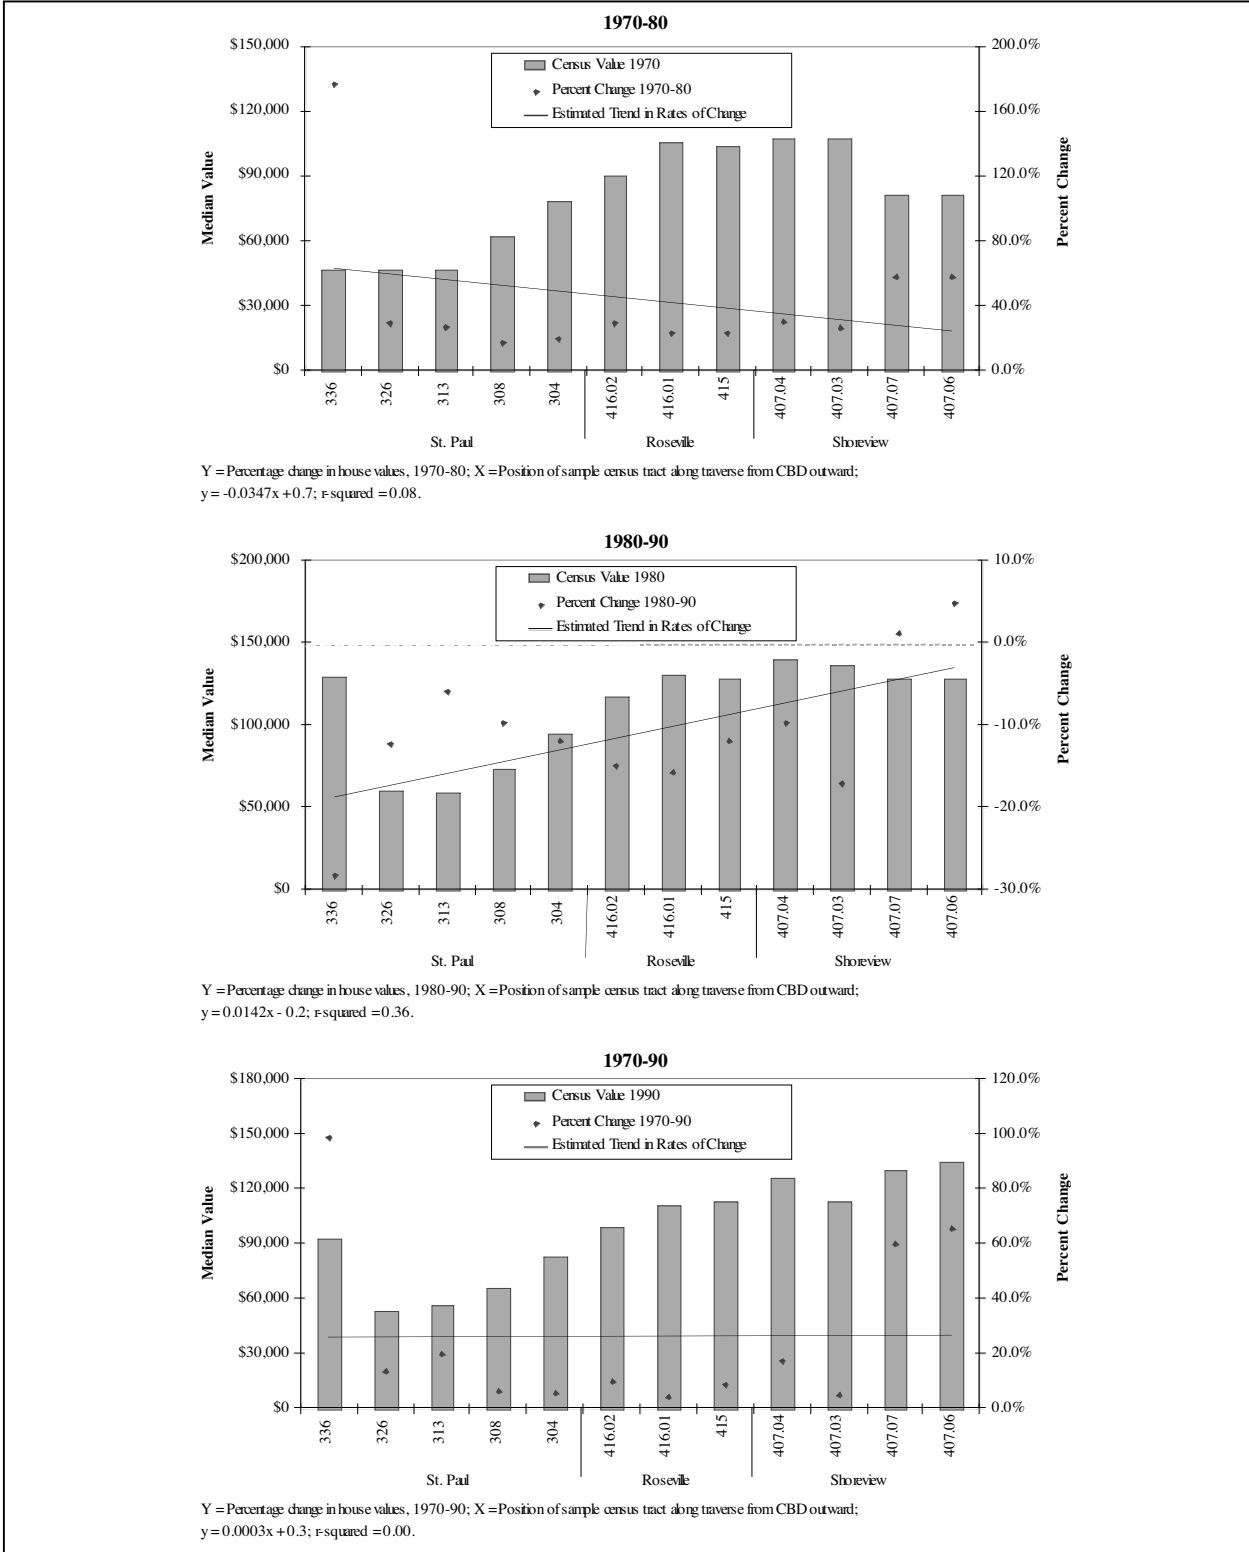 1970-80
$150,000
$120,000
$90,000
$60,000
$30,000
$0
Median Value
200.0%
160.0%
120.0%
80.0%
40.0%
0.0%
Percent Change
Census Value 1970
Percent Change 1970-80
Estimated Trend in Rates of Change
336 326 313 308 304 416.02 416.01 415 407.04 407.03 407.07 407.06
St. Paul Roseville Shoreview
Y = Percentage change in house values, 1970-80; X = Position of sample census tract along traverse from CBD outward;
y = -0.0347x + 0.7; r-squared = 0.08.
1980-90
$200,000
$150,000
$100,000
$50,000
$0
Median Value
10.0%
0.0%
-10.0%
-20.0%
-30.0%
Percent Change
Census Value 1980
Percent Change 1980-90
Estimated Trend in Rates of Change
336 326 313 308 304 416.02 416.01 415 407.04 407.03 407.07 407.06
St. Paul Roseville Shoreview
Y = Percentage change in house values, 1980-90; X = Position of sample census tract along traverse from CBD outward;
y = 0.0142x - 0.2; r-squared = 0.36.
1970-90
$180,000
$150,000
$120,000
$90,000
$60,000
$30,000
$0
Median Value
120.0%
100.0%
80.0%
60.0%
40.0%
20.0%
0.0%
Percent Change
Census Value 1990
Percent Change 1970-90
Estimated Trend in Rates of Change
336 326 313 308 304 416.02 416.01 415 407.04 407.03 407.07 407.06
St. Paul Roseville Shoreview
Y = Percentage change in house values, 1970-90; X = Position of sample census tract along traverse from CBD outward;
y = 0.0003x + 0.3; r-squared = 0.00.